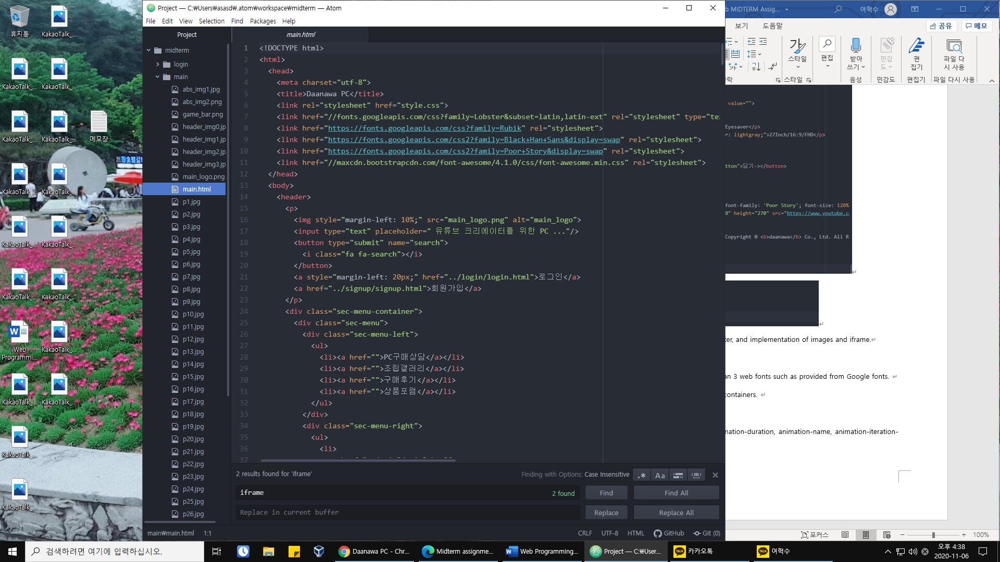 휴지통
KakaoTalk_...
KakaoTalk_...
KakaoTalk_...
KakaoTalk_...
KakaoTalk_...
메모장
KakaoTalk_...
KakaoTalk_...
KakaoTalk_...
KakaoTalk_...
KakaoTalk_...
KakaoTalk_...
Web
Programmi...
KakaoTalk_...
KakaoTalk_...
KakaoTalk_...
KakaoTalk_...
KakaoTalk_...
Project — C:₩Users₩asasd₩.atom₩workspace₩midterm — Atom
File Edit View Selection Find Packages Help
Project
midterm
login
main
abs_img1.jpg
abs_img2.png
game_bar.png
header_img0.jp
header_img1.jp
header_img2.jp
header_img3.jp
main_logo.png
main.html
p1.jpg
p2.jpg
p3.jpg
p4.jpg
p5.jpg
p6.jpg
p7.jpg
p8.jpg
p9.jpg
p10.jpg
p11.jpg
p12.jpg
p13.jpg
p14.jpg
p15.jpg
p16.jpg
p17.jpg
p18.jpg
p19.jpg
p20.jpg
p21.jpg
p22.jpg
p23.jpg
p24.jpg
p25.jpg
p26.jpg
main.html
1 <!DOCTYPE html>
2 <html>
3 <head>
4 <meta charset="utf-8">
5 <title>Daanawa PC</title>
6 <link rel="stylesheet" href="style.css">
7 <link href="//fonts.googleapis.com/css?family=Lobster&subset=latin,latin-ext" rel="stylesheet" type="te
8 <link href="https://fonts.googleapis.com/css?family=Rubik" rel="stylesheet">
9 <link href="https://fonts.googleapis.com/css2?family=Black+Han+Sans&display=swap" rel="stylesheet">
10 <link href="https://fonts.googleapis.com/css2?family=Poor+Story&display=swap" rel="stylesheet">
11 <link href="//maxcdn.bootstrapcdn.com/font-awesome/4.1.0/css/font-awesome.min.css" rel="stylesheet">
12 </head>
13 <body>
14 <header>
15 <p>
16 <img style="margin-left: 10%;" src="main_logo.png" alt="main_logo">
17 <input type="text" placeholder=" 유튜브 크리에이터를 위한 PC ..."/>
18 <button type="submit" name="search">
19 <i class="fa fa-search"></i>
20 </button>
21 <a style="margin-left: 20px;" href="../login/login.html">로그인</a>
22 <a href="../signup/signup.html">회원가입</a>
23 </p>
24 <div class="sec-menu-container">
25 <div class="sec-menu">
26 <div class="sec-menu-left">
27 <ul>
28 <li><a href="">PC구매상담</a></li>
29 <li><a href="">조립갤러리</a></li>
30 <li><a href="">구매후기</a></li>
31 <li><a href="">상품포럼</a></li>
32 </ul>
33 </div>
34 <div class="sec-menu-right">
35 <ul>
36 <li>
37
2 results found for 'iframe'
Finding with Options: Case Insensitive
.* Aa
iframe 2 found
Find Find All
Replace in current buffer
Replace Replace All
main₩main.html 1:1
CRLF UTF-8 HTML GitHub Git (0)
b MIDTERM Assig... 여혁수
보기 도움말 공유 메모
가 스타일
편집
받아
쓰기
민감
도
편
집기
파일 다
시 사용
락 스타일 음성 민감도 편집기 파일 다시 사용
value="">
Eyesaver</p>
r: lightgray;">27Inch/16:9/FHD</p>
tton">담기-></button>
font-family: 'Poor Story'; font-size: 120%
0" height="270" src="https://www.youtube.c
Copyright © <b>daanawa</b> Co., Ltd. All R
ter, and implementation of images and iframe.
an 3 web fonts such as provided from Google fonts.
containers.
mation-duration, animation-name, animation-iteration-
포커스 100%
검색하려면 여기에 입력하십시오.
Daanawa PC - Chr...
Midterm assignme...
Web Programming...
Project — C:₩User...
카카오톡
여혁수
오후 4:38
2020-11-06